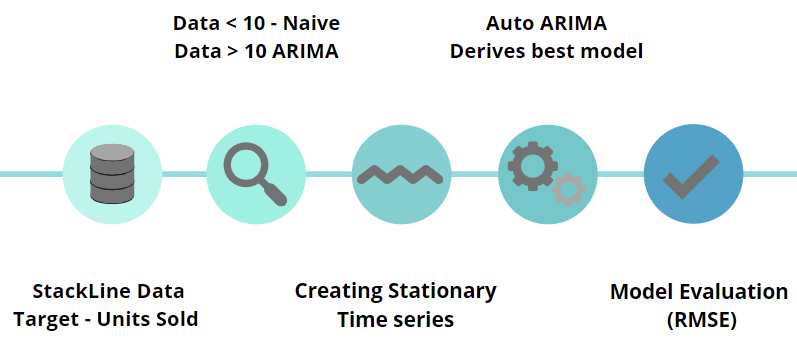 Data < 10 - Naive
Data > 10 ARIMA
Auto ARIMA
Derives best model
StackLine Data
Target - Units Sold
Creating Stationary
Time series
Model Evaluation
(RMSE)